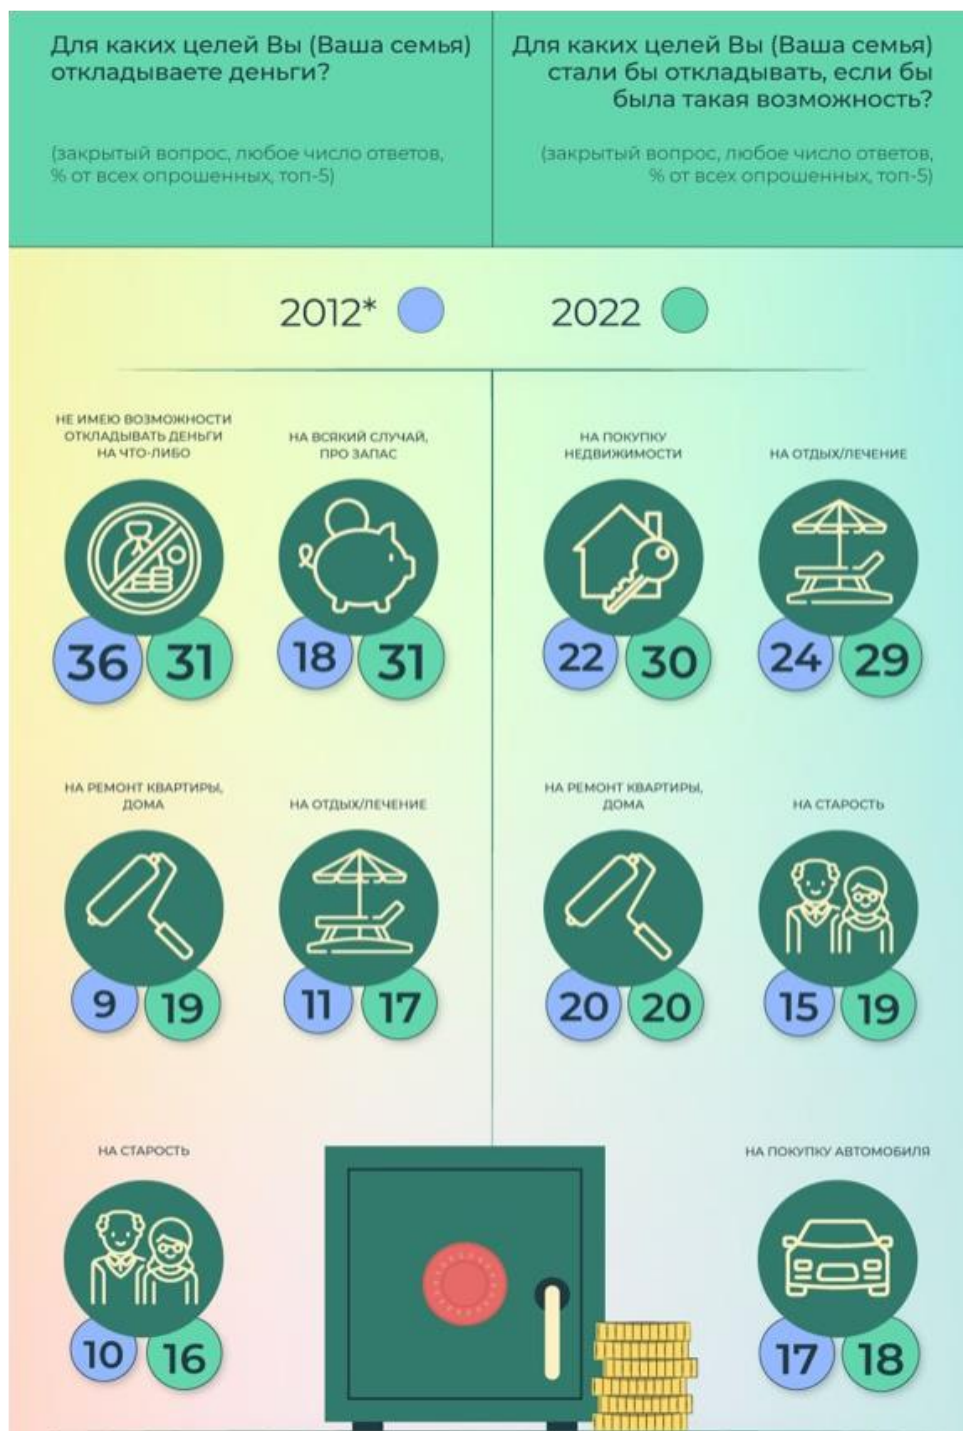 Для каких целей Вы (Ваша семья)
откладываете деньги?
(закрытый вопрос, любое число ответов,
% от всех опрошенных, топ-5)
Для каких целей Вы (Ваша семья)
стали бы откладывать, если бы
была такая возможность?
(закрытый вопрос, любое число ответов,
% от всех опрошенных, топ-5)
2012*
2022
НЕ ИМЕЮ ВОЗМОЖНОСТИ
ОТКЛАДЫВАТЬ ДЕНЬГИ
НА ЧТО-ЛИБО
36 31
НА ВСЯКИЙ СЛУЧАЙ,
ПРО ЗАПАС
18 31
НА ПОКУПКУ
НЕДВИЖИМОСТИ
22 30
НА ОТДЫХ/ЛЕЧЕНИЕ
24 29
НА РЕМОНТ КВАРТИРЫ,
ДОМА
9 19
НА ОТДЫХ/ЛЕЧЕНИЕ
11 17
НА РЕМОНТ КВАРТИРЫ,
ДОМА
20 20
НА СТАРОСТЬ
15 19
НА СТАРОСТЬ
10 16
НА ПОКУПКУ АВТОМОБИЛЯ
17 18